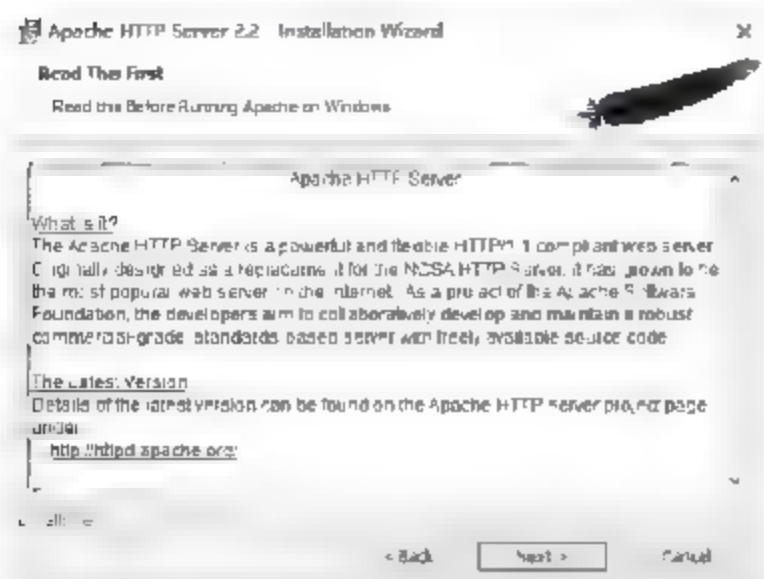 Apache HTTP Server 2.2 - Installation Wizard
Read This First
Read this Before Running Apache on Windows
Apache HTTP Server
What is it?
The Apache HTTP Server is a powerful and flexible HTTP/1.1 compliant web server.
Originally designed as a replacement for the NCSA HTTP Server, it has grown to be
the most popular web server on the Internet. As a project of the Apache Software
Foundation, the developers aim to collaboratively develop and maintain a robust,
commercial-grade, standards-based server with freely available source code.
The Latest Version
Details of the latest version can be found on the Apache HTTP server project page
under
http://httpd.apache.org/
< Back
Next >
Cancel